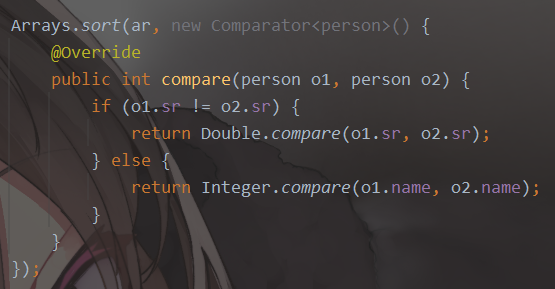 Arrays.sort(ar, new Comparator<person>() {
    @Override
    public int compare(person o1, person o2) {
        if (o1.sr != o2.sr) {
            return Double.compare(o1.sr, o2.sr);
        } else {
            return Integer.compare(o1.name, o2.name);
        }
    }
});